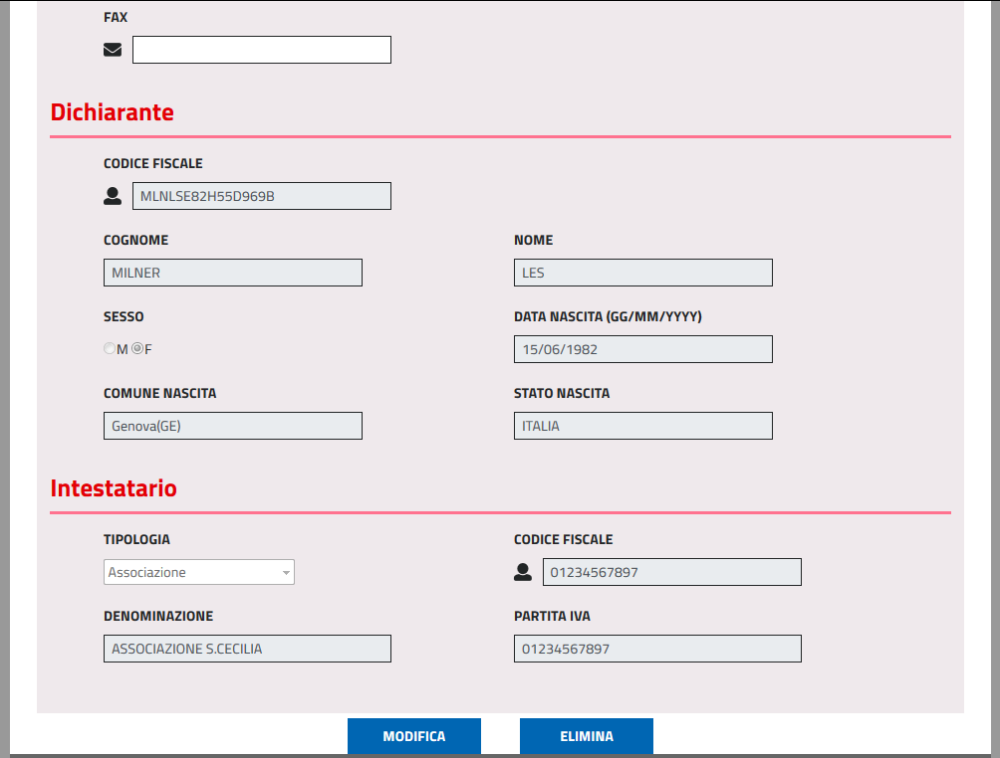 FAX
Dichiarante
CODICE FISCALE
MLNLSE82H55D969B
COGNOME
NOME
MILNER
LES
SESSO
DATA NASCITA (GG/MM/YYYY)
M F
15/06/1982
COMUNE NASCITA
STATO NASCITA
Genova(GE)
ITALIA
Intestatario
TIPOLOGIA
CODICE FISCALE
Associazione
01234567897
DENOMINAZIONE
PARTITA IVA
ASSOCIAZIONE S.CECILIA
01234567897
MODIFICA
ELIMINA